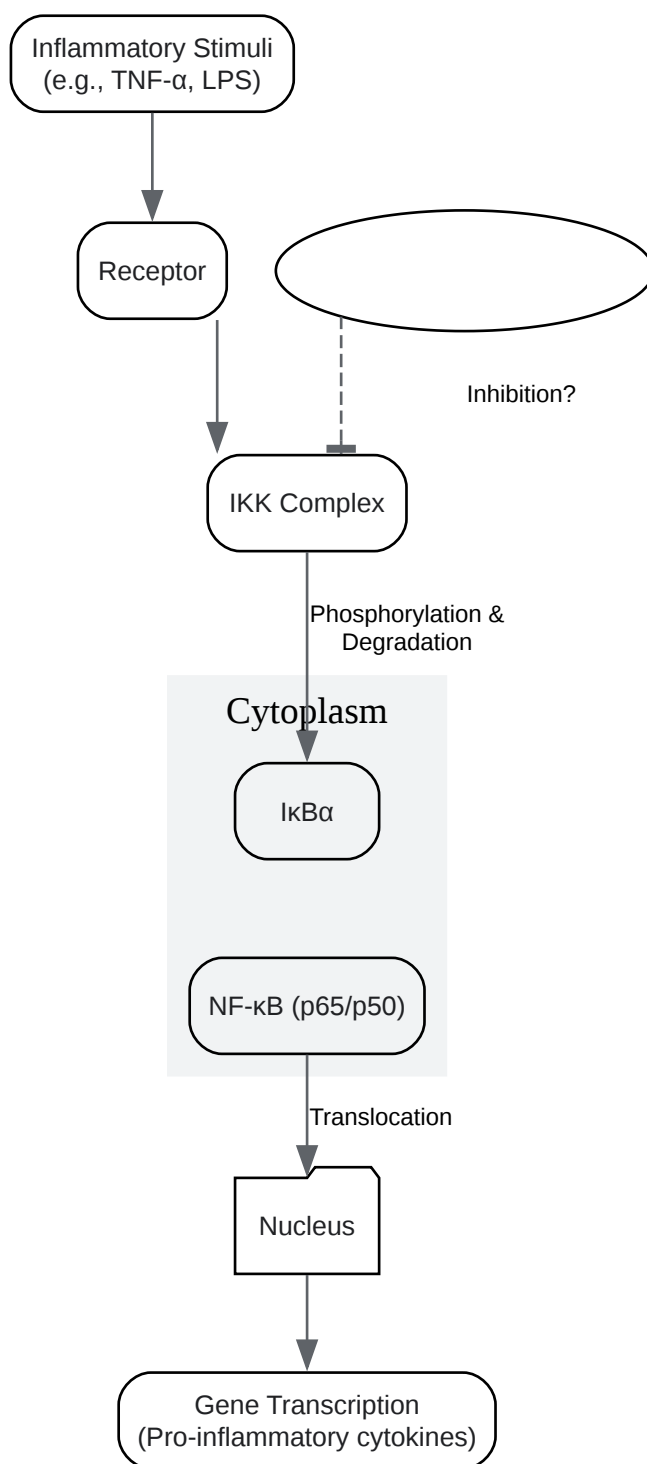 Inflammatory Stimuli
(e.g., TNF-α, LPS)
Receptor
Inhibition?
IKK Complex
Phosphorylation &
Degradation
Cytoplasm
IκBα
NF-κB (p65/p50)
Translocation
Nucleus
Gene Transcription
(Pro-inflammatory cytokines)